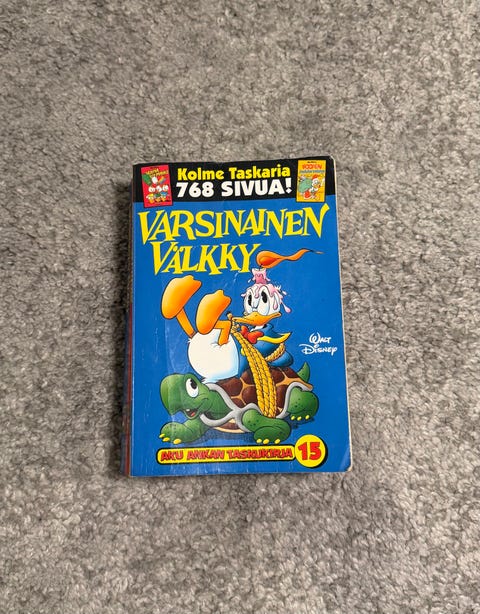 Kolme Taskaria
768 SIVUA!
VARSINAINEN
VÄLKKY
WALT
DISNEY
AKU ANKAN TASKUKIRJA 15